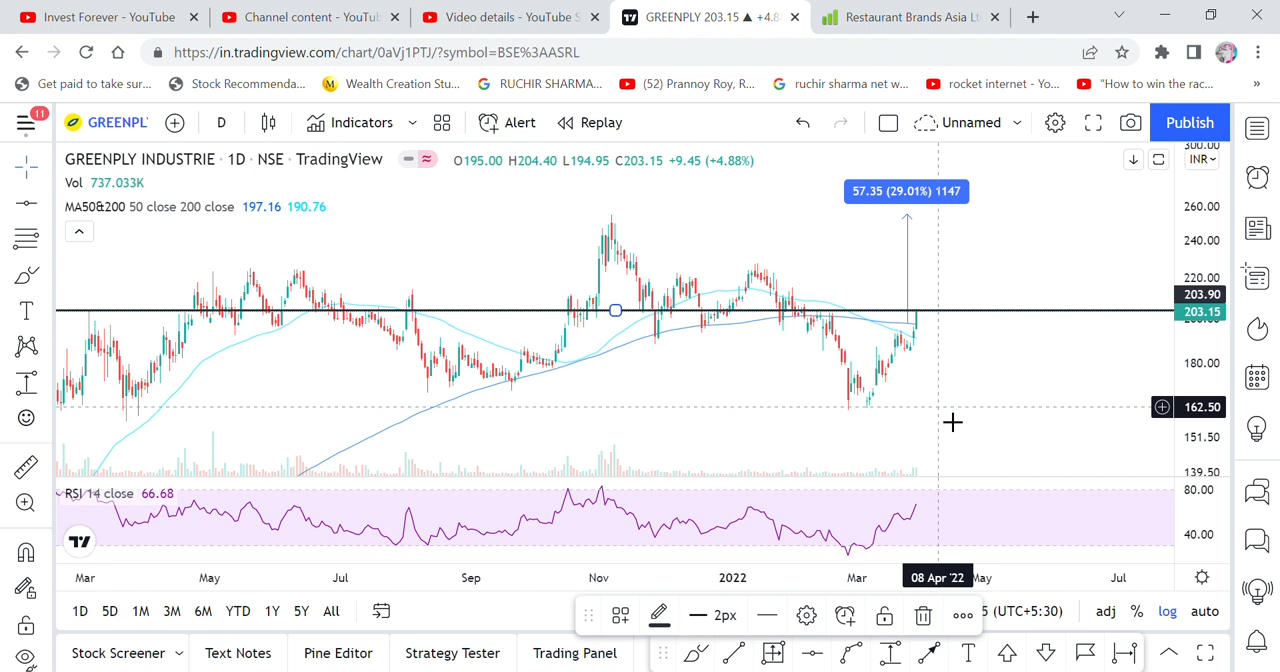 Invest Forever - YouTube
Channel content - YouTu
Video details - YouTube S
GREENPLY 203.15 ▲ +4.8
Restaurant Brands Asia Lt
https://in.tradingview.com/chart/0aVj1PTJ/?symbol=BSE%3AASRL
Get paid to take sur...
Stock Recommenda...
Wealth Creation Stu...
RUCHIR SHARMA...
(52) Prannoy Roy, R...
ruchir sharma net w...
rocket internet - Yo...
"How to win the rac...
»
11
GREENPL
D
Indicators
Alert
Replay
Unnamed
Publish
GREENPLY INDUSTRIE · 1D · NSE · TradingView
O195.00 H204.40 L194.95 C203.15 +9.45 (+4.88%)
INR
Vol 737.033K
MA50&200 50 close 200 close 197.16 190.76
57.35 (29.01%) 1147
300.00
260.00
240.00
220.00
203.90
203.15
180.00
162.50
151.50
139.50
RSI 14 close 66.68
80.00
40.00
Mar
May
Jul
Sep
Nov
2022
Mar
08 Apr '22
May
Jul
1D 5D 1M 3M 6M YTD 1Y 5Y All
2px
5 (UTC+5:30)
adj % log auto
Stock Screener
Text Notes
Pine Editor
Strategy Tester
Trading Panel